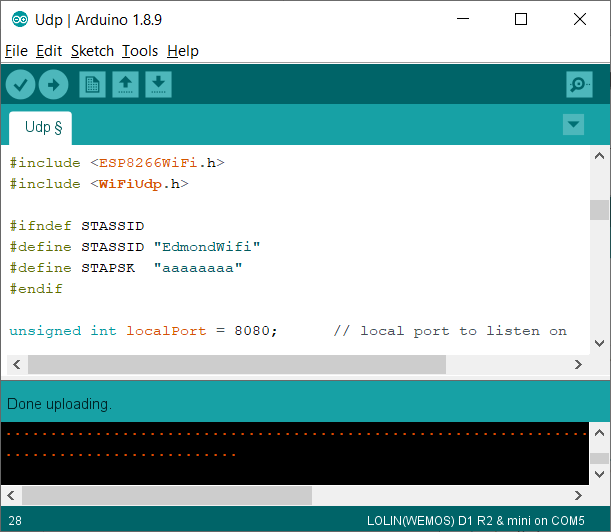 Udp | Arduino 1.8.9
File Edit Sketch Tools Help
Udp §
#include <ESP8266WiFi.h>
#include <WiFiUdp.h>
#ifndef STASSID
#define STASSID "EdmondWifi"
#define STAPSK  "aaaaaaaa"
#endif
unsigned int localPort = 8080;      // local port to listen on
Done uploading.
28 LOLIN(WEMOS) D1 R2 & mini on COM5